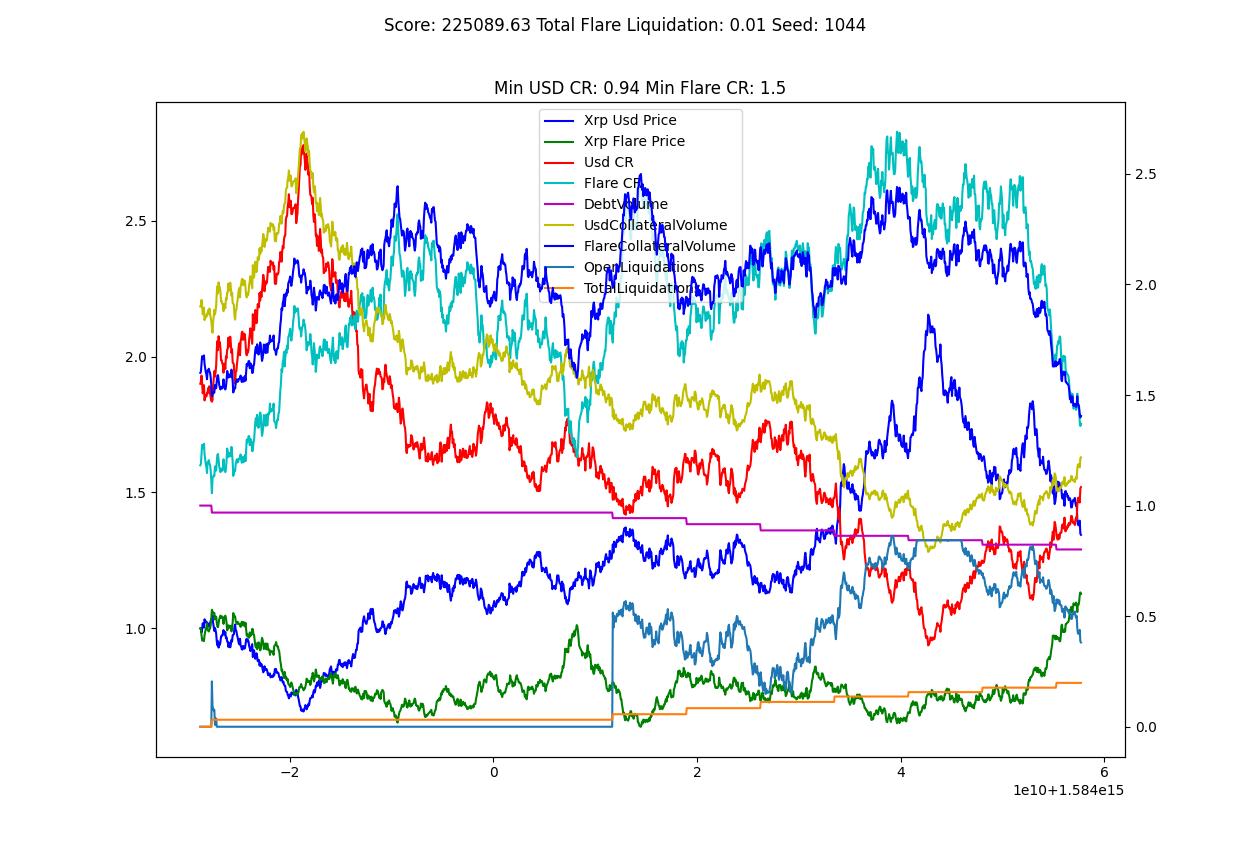 Score: 225089.63 Total Flare Liquidation: 0.01 Seed: 1044
Min USD CR: 0.94 Min Flare CR: 1.5
Xrp Usd Price
Xrp Flare Price
Usd CR
Flare CR
DebtVolume
UsdCollateralVolume
FlareCollateralVolume
OpenLiquidations
TotalLiquidations
2.5
2.0
1.5
1.0
2.5
2.0
1.5
1.0
0.5
0.0
−2
0
2
4
6
1e10+1.584e15